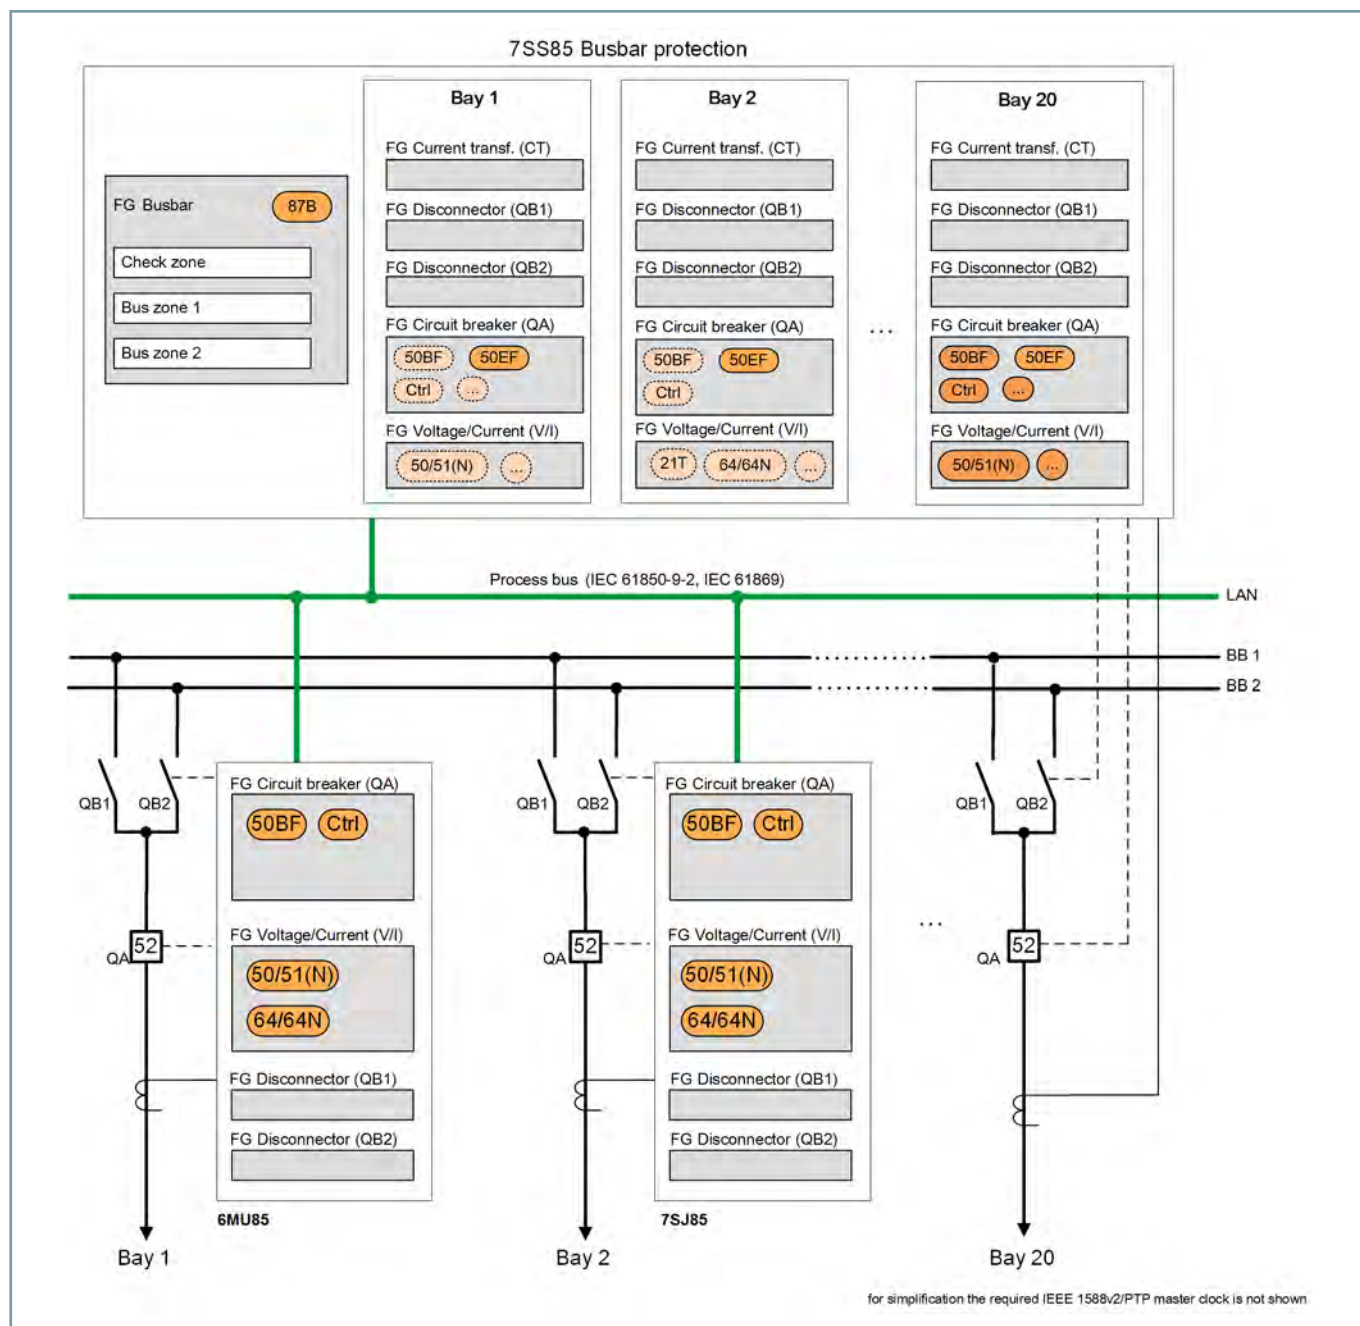 7SS85 Busbar protection
FG Busbar
87B
Check zone
Bus zone 1
Bus zone 2
Bay 1
FG Current transf. (CT)
FG Disconnector (QB1)
FG Disconnector (QB2)
FG Circuit breaker (QA)
50BF 50EF
Ctrl ...
FG Voltage/Current (V/I)
50/51(N) ...
Bay 2
FG Current transf. (CT)
FG Disconnector (QB1)
FG Disconnector (QB2)
FG Circuit breaker (QA)
50BF 50EF
Ctrl
FG Voltage/Current (V/I)
21T 64/64N ...
...
Bay 20
FG Current transf. (CT)
FG Disconnector (QB1)
FG Disconnector (QB2)
FG Circuit breaker (QA)
50BF 50EF
Ctrl ...
FG Voltage/Current (V/I)
50/51(N) ...
Process bus (IEC 61850-9-2, IEC 61869)
LAN
BB 1
BB 2
QB1 QB2
52
QA
FG Circuit breaker (QA)
50BF Ctrl
FG Voltage/Current (V/I)
50/51(N)
64/64N
FG Disconnector (QB1)
FG Disconnector (QB2)
6MU85
Bay 1
QB1 QB2
52
QA
FG Circuit breaker (QA)
50BF Ctrl
FG Voltage/Current (V/I)
50/51(N)
64/64N
FG Disconnector (QB1)
FG Disconnector (QB2)
7SJ85
Bay 2
...
QB1 QB2
52
QA
Bay 20
for simplification the required IEEE 1588v2/PTP master clock is not shown